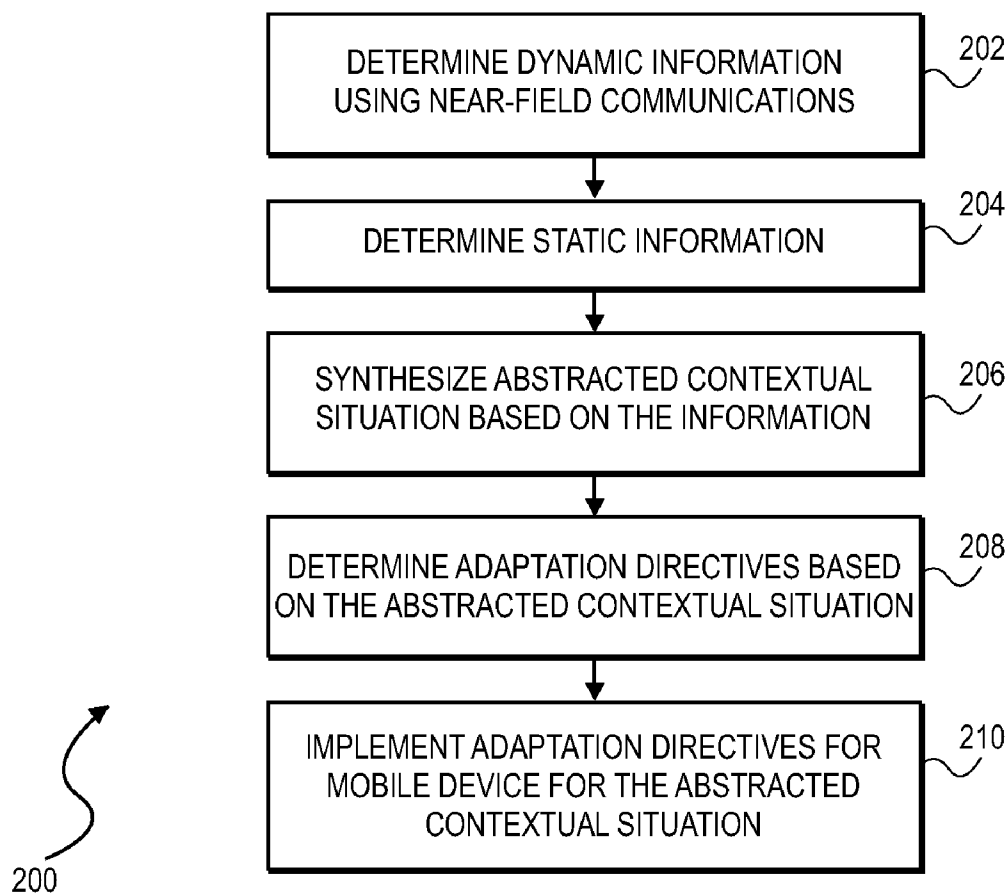 DETERMINE DYNAMIC INFORMATION
USING NEAR-FIELD COMMUNICATIONS
202
DETERMINE STATIC INFORMATION
204
SYNTHESIZE ABSTRACTED CONTEXTUAL
SITUATION BASED ON THE INFORMATION
206
DETERMINE ADAPTATION DIRECTIVES BASED
ON THE ABSTRACTED CONTEXTUAL SITUATION
208
IMPLEMENT ADAPTATION DIRECTIVES FOR
MOBILE DEVICE FOR THE ABSTRACTED
CONTEXTUAL SITUATION
210
200